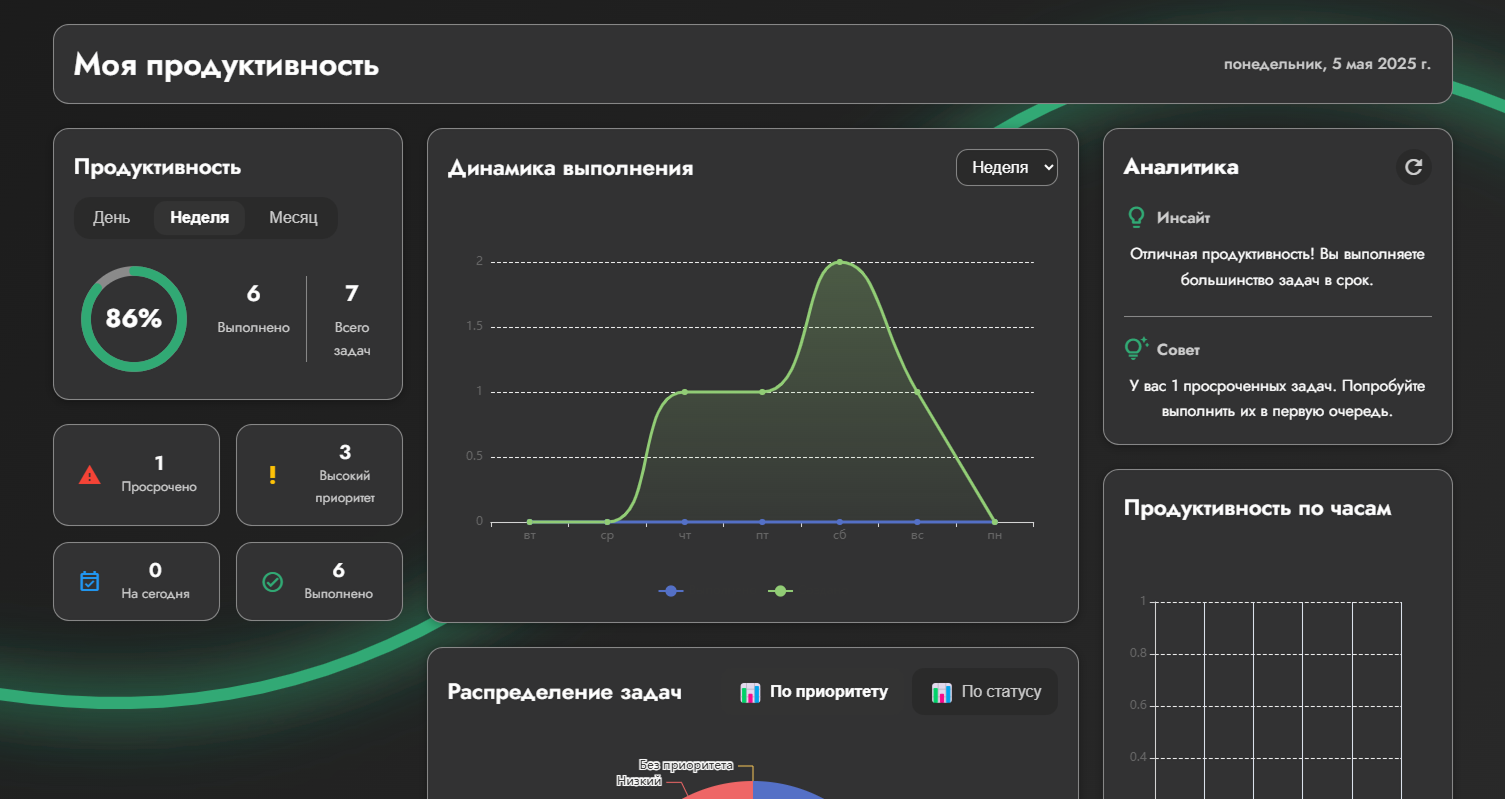 Моя продуктивность
понедельник, 5 мая 2025 г.
Продуктивность
День
Неделя
Месяц
86%
6
Выполнено
7
Всего
задач
1
Просрочено
3
Высокий
приоритет
0
На сегодня
6
Выполнено
Динамика выполнения
Неделя
2
1.5
1
0.5
0
вт
ср
чт
пт
сб
вс
пн
Распределение задач
По приоритету
По статусу
Без приоритета
Низкий
Аналитика
Инсайт
Отличная продуктивность! Вы выполняете
большинство задач в срок.
Совет
У вас 1 просроченных задач. Попробуйте
выполнить их в первую очередь.
Продуктивность по часам
1
0.8
0.6
0.4